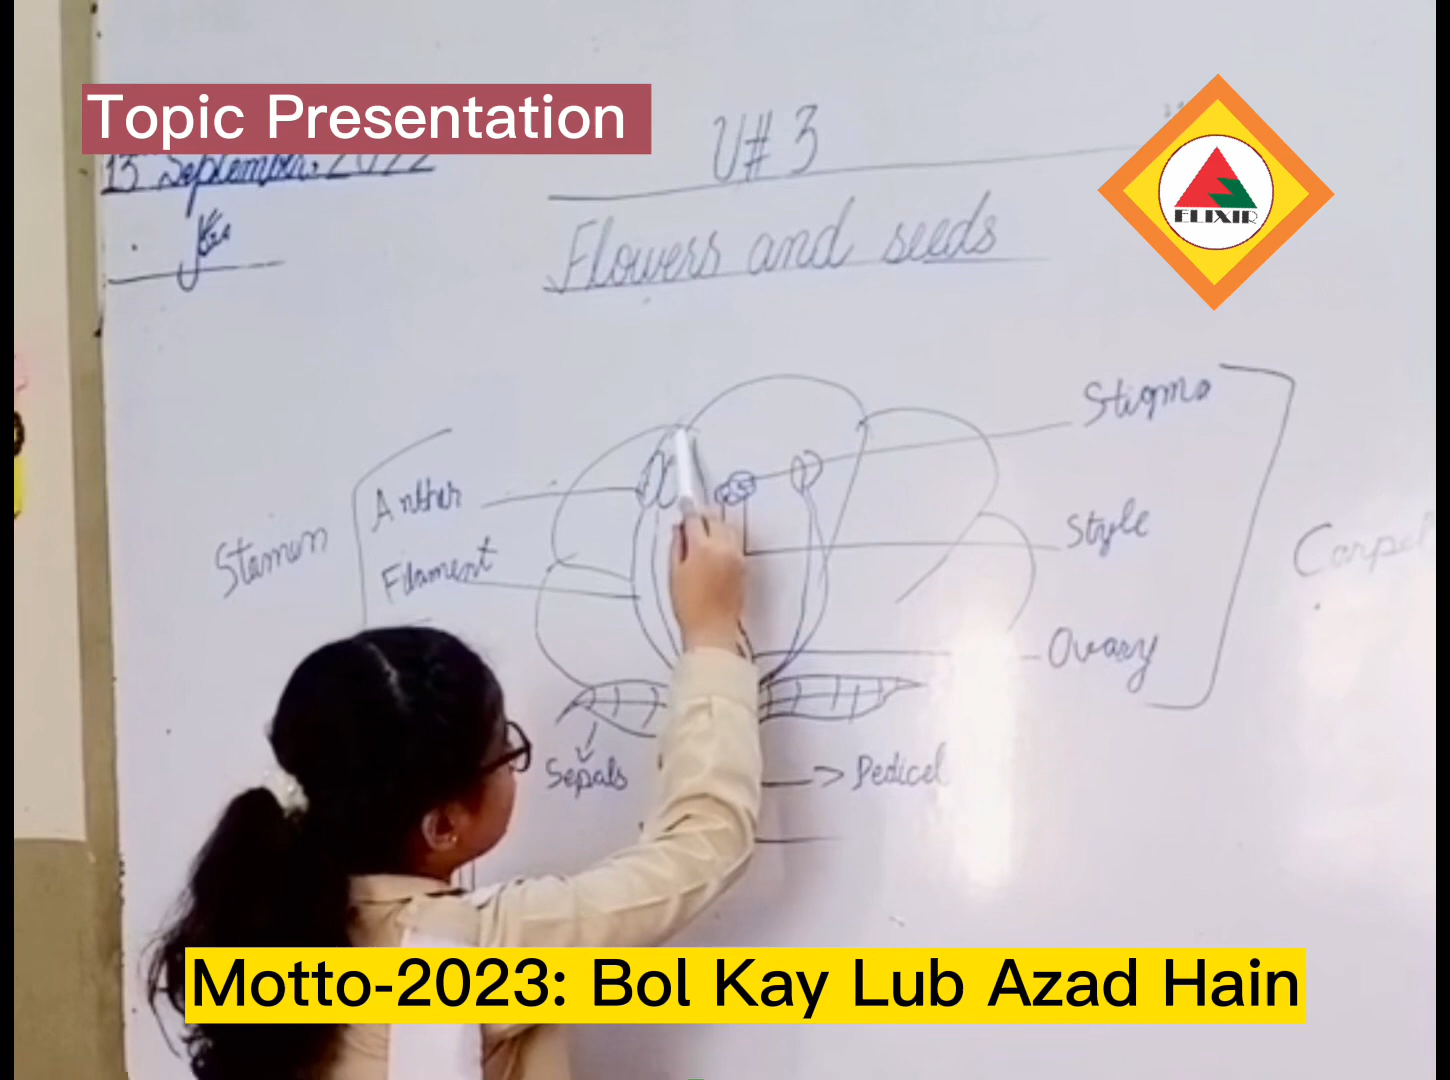 Topic Presentation
13 September, 2022
U# 3
Flowers and seeds
ELIXIR
Stigma
Anther
Stemen
Filament
Style
Carpel
Ovary
Sepals
Pedicel
Motto-2023: Bol Kay Lub Azad Hain